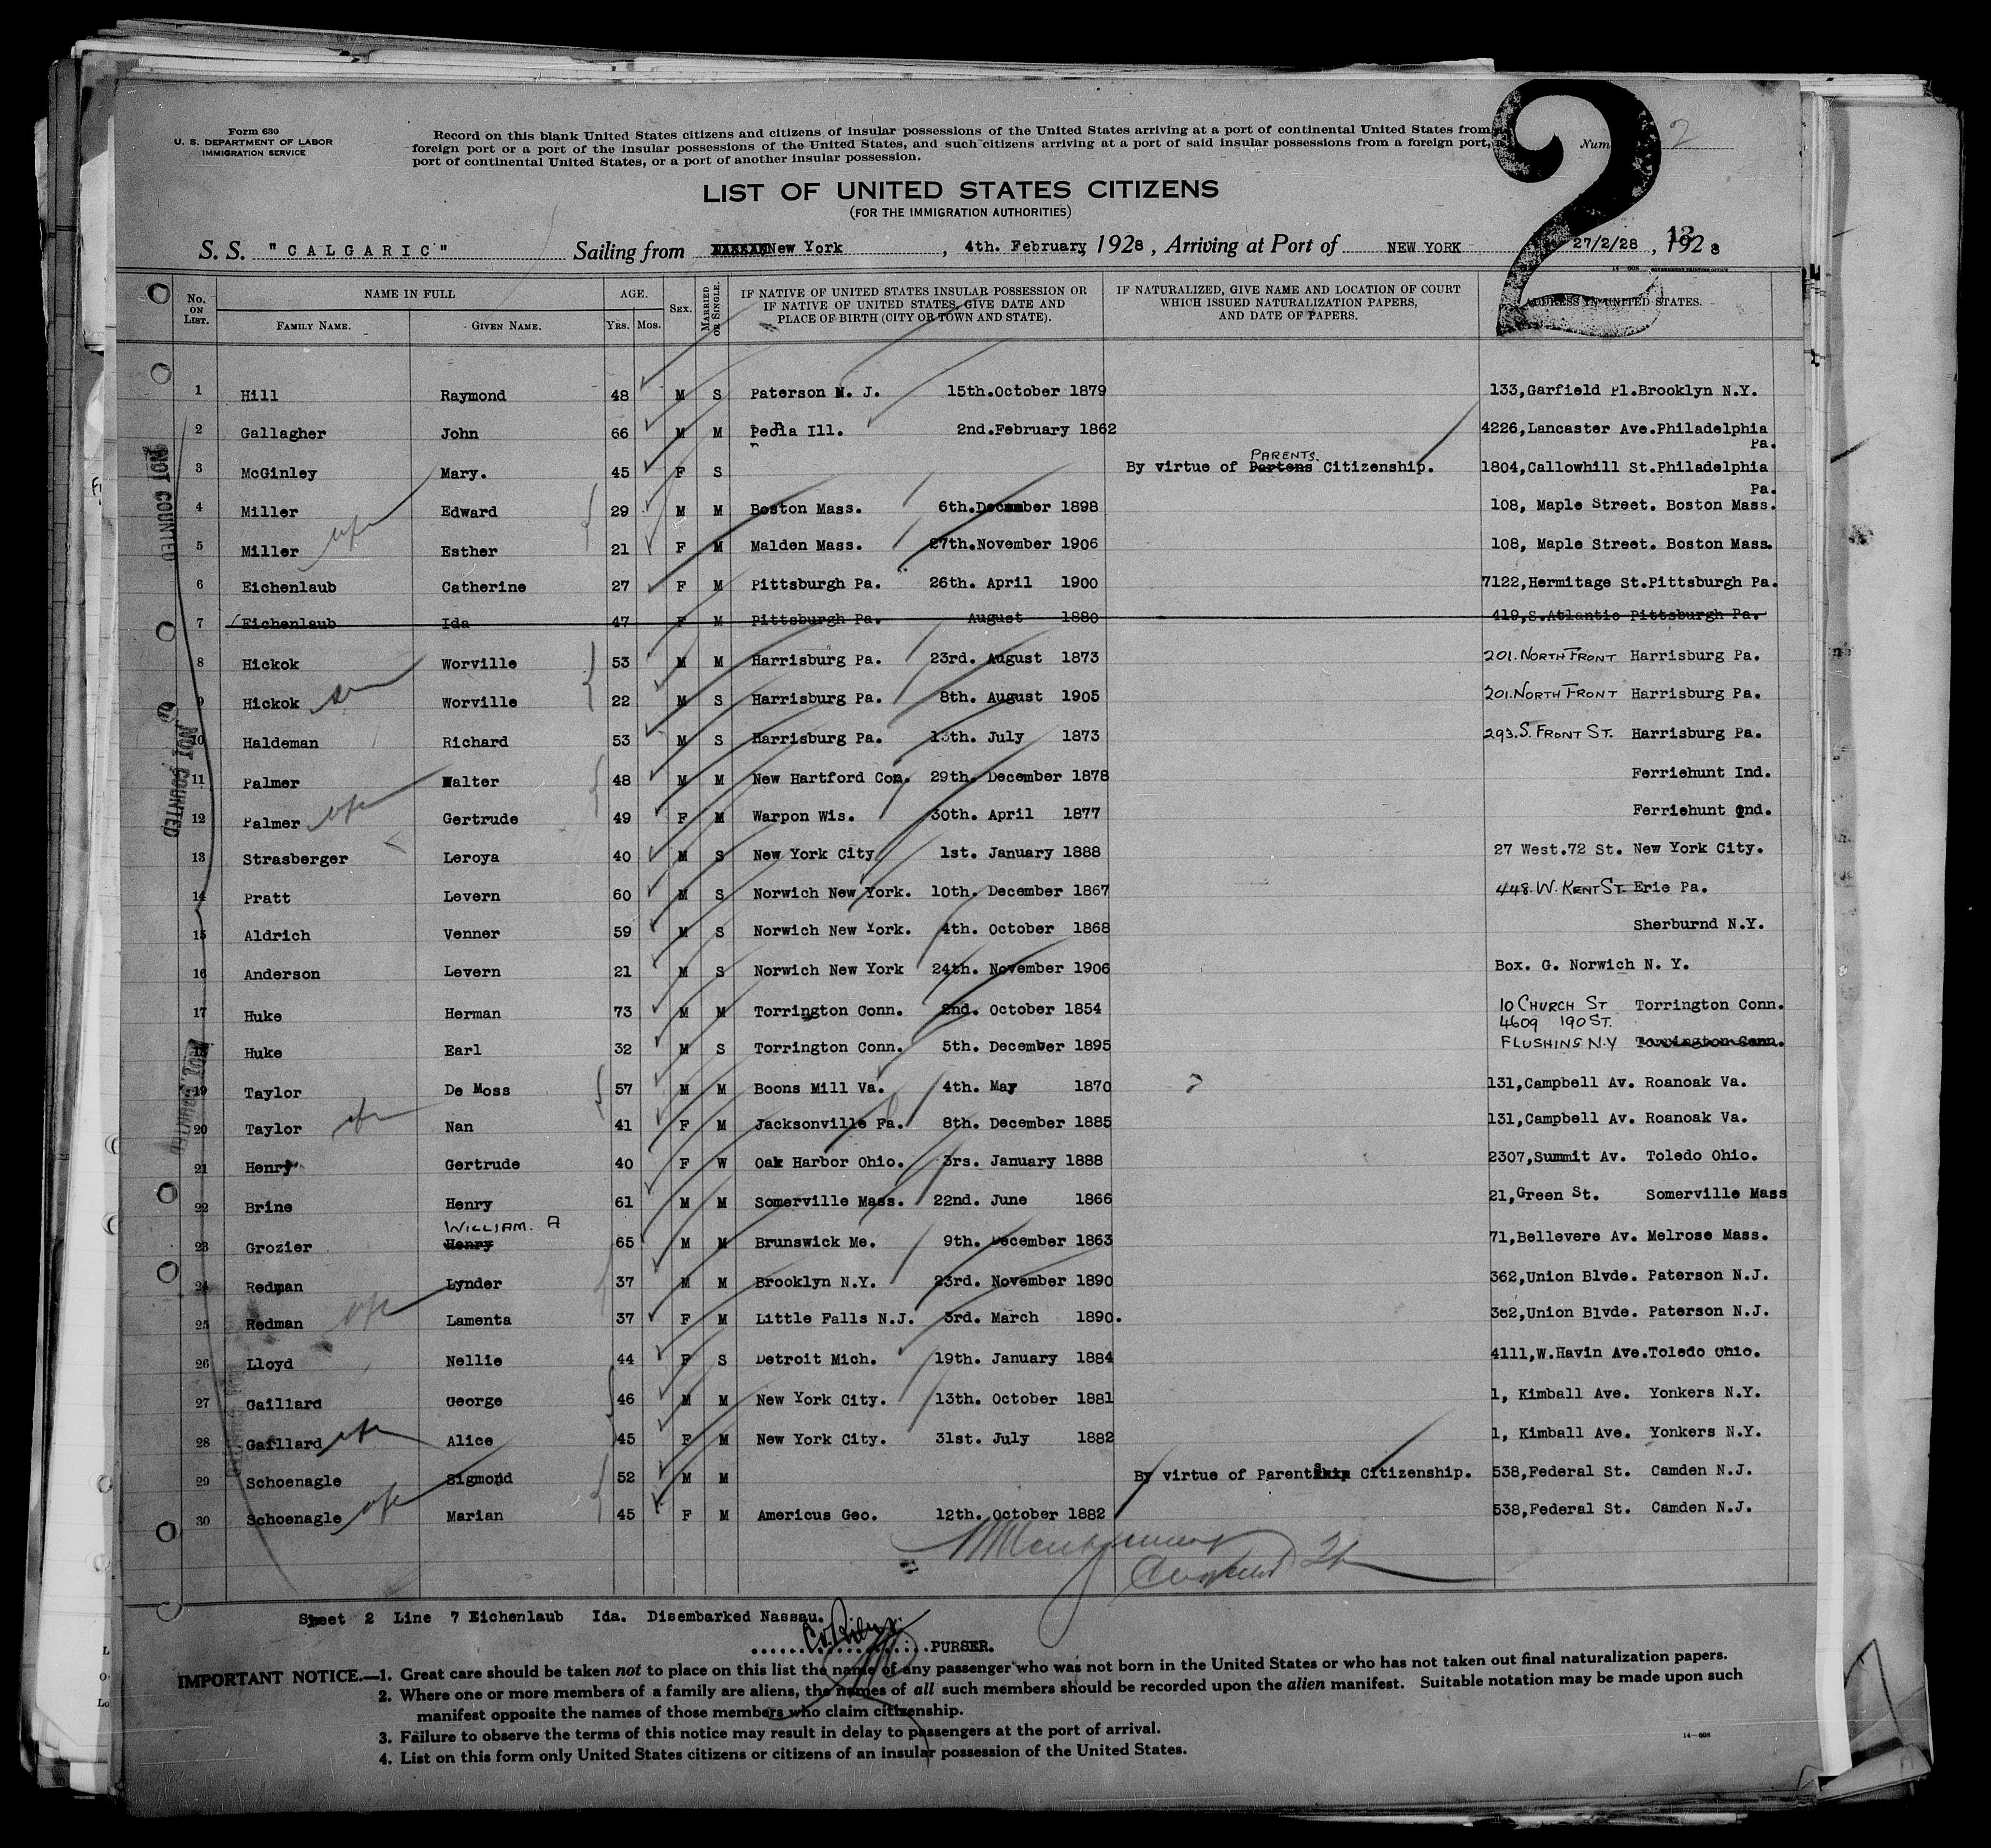 Form 630
U. S. DEPARTMENT OF LABOR
IMMIGRATION SERVICE
Record on this blank United States citizens and citizens of insular possessions of the United States arriving at a port of continental United States from
foreign port or a port of the insular possessions of the United States, and such citizens arriving at a port of said insular possessions from a foreign port,
port of continental United States, or a port of another insular possession.
2
2
LIST OF UNITED STATES CITIZENS
(FOR THE IMMIGRATION AUTHORITIES)
S. S. "CALGARIC" Sailing from New York, 4th. February, 1928, Arriving at Port of NEW YORK 27/2/28, 1928
13
No. ON LIST. NAME IN FULL AGE. SEX. MARRIED OR SINGLE. IF NATIVE OF UNITED STATES INSULAR POSSESSION OR IF NATIVE OF UNITED STATES, GIVE DATE AND PLACE OF BIRTH (CITY OR TOWN AND STATE). IF NATURALIZED, GIVE NAME AND LOCATION OF COURT WHICH ISSUED NATURALIZATION PAPERS, AND DATE OF PAPERS. ADDRESS IN UNITED STATES.
FAMILY NAME. GIVEN NAME. Yrs. Mos.
1 Hill Raymond 48 M S Paterson N. J. 15th.October 1879 133,Garfield Pl.Brooklyn N.Y.
2 Gallagher John 66 M M Peoria Ill. 2nd.February 1862 4226,Lancaster Ave.Philadelphia Pa.
3 McGinley Mary. 45 F S By virtue of Partens PARENTS. Citizenship. 1804,Callowhill St.Philadelphia Pa.
4 Miller Edward 29 M M Boston Mass. 6th.December 1898 108, Maple Street. Boston Mass.
5 Miller Esther 21 F M Malden Mass. 27th.November 1906 108, Maple Street. Boston Mass.
6 Eichenlaub Catherine 27 F M Pittsburgh Pa. 26th. April 1900 7122,Hermitage St.Pittsburgh Pa.
7 Eichenlaub Ida 47 F M Pittsburgh Pa. August 1880 419,S.Atlantic Pittsburgh Pa.
8 Hickok Worville 53 M M Harrisburg Pa. 23rd. August 1873 201. NORTH FRONT Harrisburg Pa.
9 Hickok Worville 22 M S Harrisburg Pa. 8th. August 1905 201. NORTH FRONT Harrisburg Pa.
10 Haldeman Richard 53 M S Harrisburg Pa. 13th. July 1873 293. S. FRONT ST. Harrisburg Pa.
11 Palmer Walter 48 M M New Hartford Con. 29th. December 1878 Ferriehunt Ind.
12 Palmer Gertrude 49 F M Warpon Wis. 30th. April 1877 Ferriehunt Ind.
13 Strasberger Leroya 40 M S New York City 1st. January 1888 27 West.72 St. New York City.
14 Pratt Levern 60 M S Norwich New York. 10th. December 1867 448. W. KENT ST. Erie Pa.
15 Aldrich Venner 59 M S Norwich New York. 4th. October 1868 Sherburnd N.Y.
16 Anderson Levern 21 M S Norwich New York 24th. November 1906 Box. G. Norwich N. Y.
17 Huke Herman 73 M M Torrington Conn. 2nd. October 1854 10 CHURCH ST Torrington Conn.
4609 190 ST.
18 Huke Earl 32 M S Torrington Conn. 5th. December 1895 FLUSHING N.Y Torrington Conn.
19 Taylor De Moss 57 M M Boons Mill Va. 4th. May 1870 131,Campbell Av. Roanoak Va.
20 Taylor Nan 41 F M Jacksonville Fa. 8th. December 1885 131,Campbell Av. Roanoak Va.
21 Henry Gertrude 40 F W Oak Harbor Ohio. 3rs. January 1888 2307,Summit Av. Toledo Ohio.
22 Brine Henry 61 M M Somerville Mass. 22nd. June 1866 21,Green St. Somerville Mass
WILLIAM. A
23 Grozier Henry 65 M M Brunswick Me. 9th. December 1863 71,Bellevere Av. Melrose Mass.
24 Redman Lynder 37 M M Brooklyn N.Y. 23rd. November 1890 362,Union Blvde. Paterson N.J.
25 Redman Lamenta 37 F M Little Falls N.J. 3rd. March 1890. 362,Union Blvde. Paterson N.J.
26 Lloyd Nellie 44 F S Detroit Mich. 19th. January 1884 4111,W.Havin Ave.Toledo Ohio.
27 Gaillard George 46 M M New York City. 13th. October 1881 1, Kimball Ave. Yonkers N.Y.
28 Gaillard Alice 45 F M New York City. 31st. July 1882 1, Kimball Ave. Yonkers N.Y.
29 Schoenagle Sigmond 52 M M By virtue of Parents Citizenship. 538,Federal St. Camden N.J.
30 Schoenagle Marian 45 F M Americus Geo. 12th. October 1882 538,Federal St. Camden N.J.
NOT COUNTED
NOT COUNTED
NOT COUNTED
Sheet 2 Line 7 Eichenlaub Ida. Disembarked Nassau.
PURSER.
IMPORTANT NOTICE.—1. Great care should be taken not to place on this list the name of any passenger who was not born in the United States or who has not taken out final naturalization papers.
2. Where one or more members of a family are aliens, the names of all such members should be recorded upon the alien manifest. Suitable notation may be made upon such
manifest opposite the names of those members who claim citizenship.
3. Failure to observe the terms of this notice may result in delay to passengers at the port of arrival.
4. List on this form only United States citizens or citizens of an insular possession of the United States.
14—608